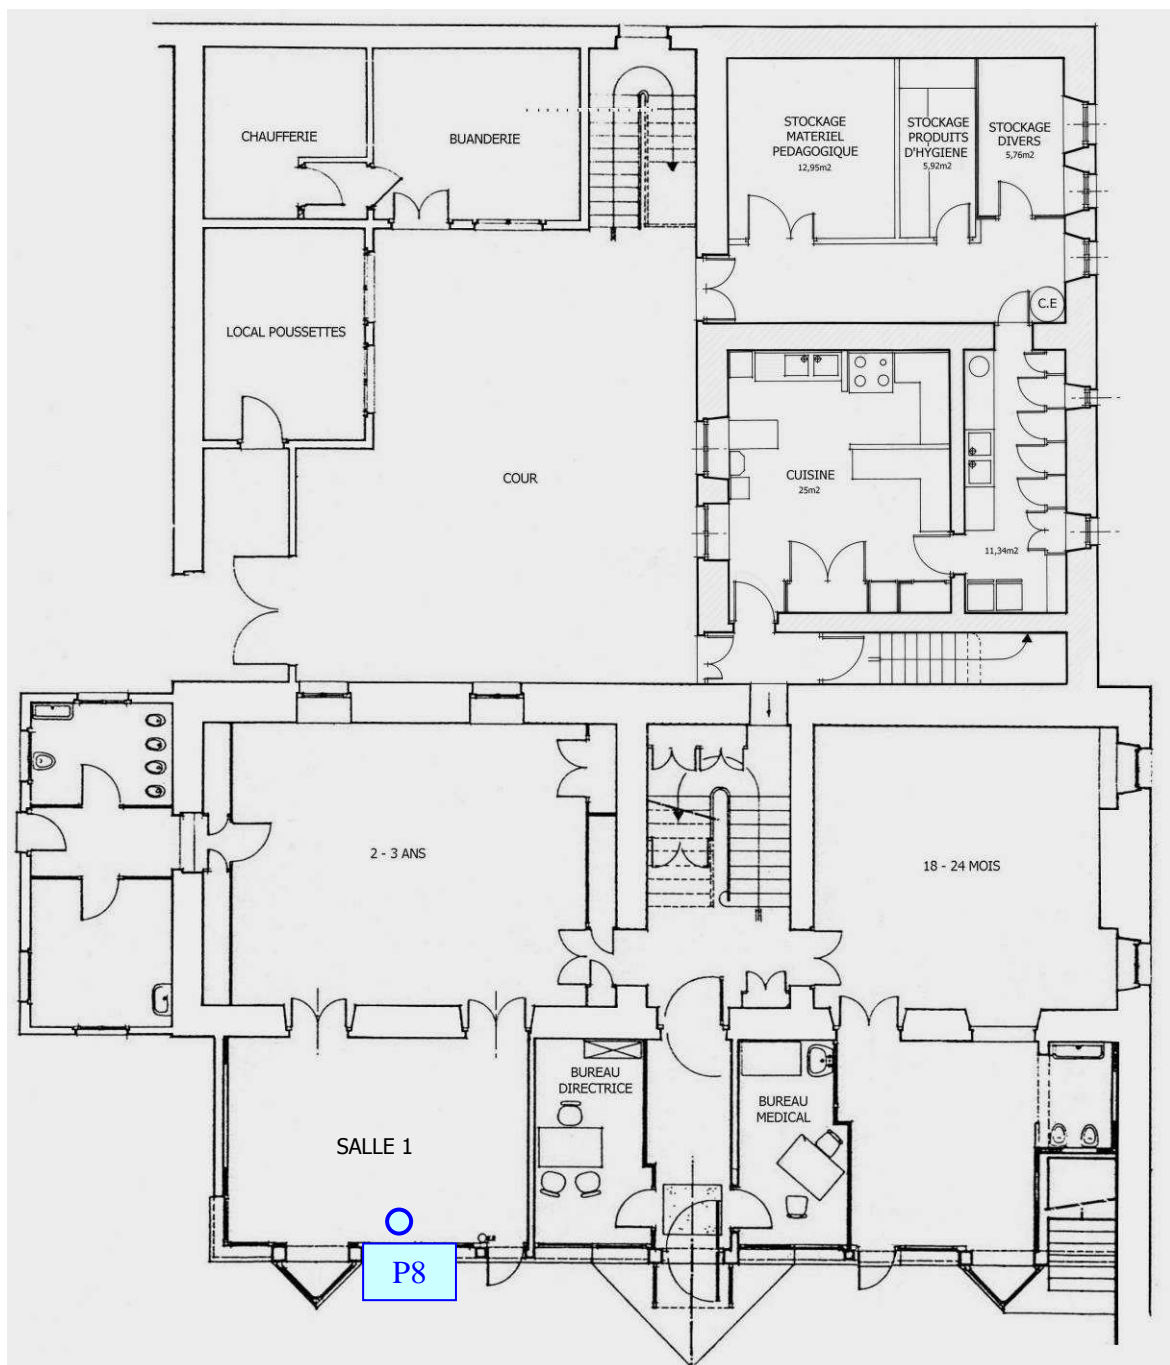 CHAUFFERIE
BUANDERIE
STOCKAGE
MATERIEL
PEDAGOGIQUE
12,95m2
STOCKAGE
PRODUITS
D'HYGIENE
5,92m2
STOCKAGE
DIVERS
5,76m2
C.E
LOCAL POUSSETTES
COUR
CUISINE
25m2
11,34m2
2 - 3 ANS
18 - 24 MOIS
BUREAU
DIRECTRICE
BUREAU
MEDICAL
SALLE 1
P8